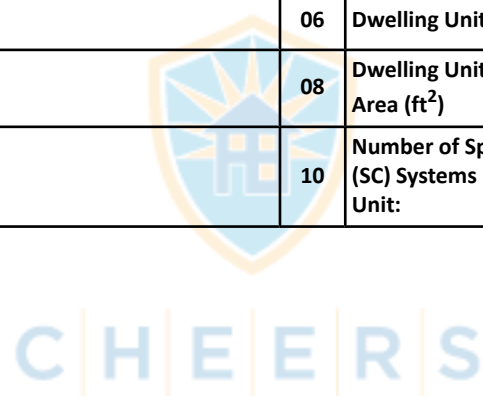 06 Dwelling Unit
08 Dwelling Unit
Area (ft²)
Number of Sp
10 (SC) Systems
Unit:
CHEERS